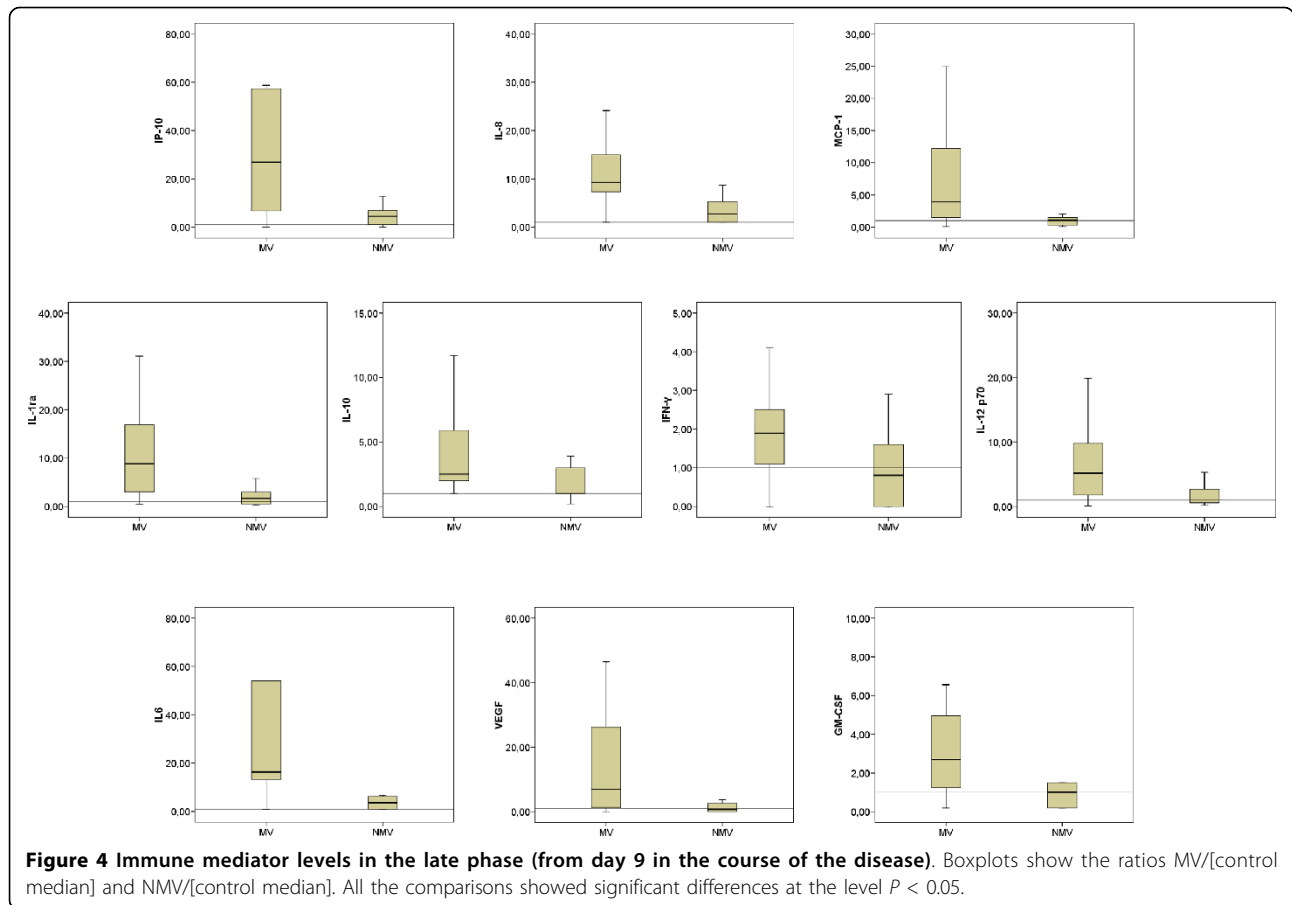 80,00
60,00
40,00
20,00
0,00
IP-10
MV NMV
40,00
30,00
20,00
10,00
0,00
IL-8
MV NMV
30,00
25,00
20,00
15,00
10,00
5,00
0,00
MCP-1
MV NMV
40,00
30,00
20,00
10,00
0,00
IL-1ra
MV NMV
15,00
10,00
5,00
0,00
IL-10
MV NMV
5,00
4,00
3,00
2,00
1,00
0,00
IFN-γ
MV NMV
30,00
20,00
10,00
0,00
IL-12 p70
MV NMV
80,00
60,00
40,00
20,00
0,00
IL6
MV NMV
60,00
40,00
20,00
0,00
VEGF
MV NMV
10,00
8,00
6,00
4,00
2,00
0,00
GM-CSF
MV NMV
Figure 4 Immune mediator levels in the late phase (from day 9 in the course of the disease). Boxplots show the ratios MV/[control
median] and NMV/[control median]. All the comparisons showed significant differences at the level P < 0.05.